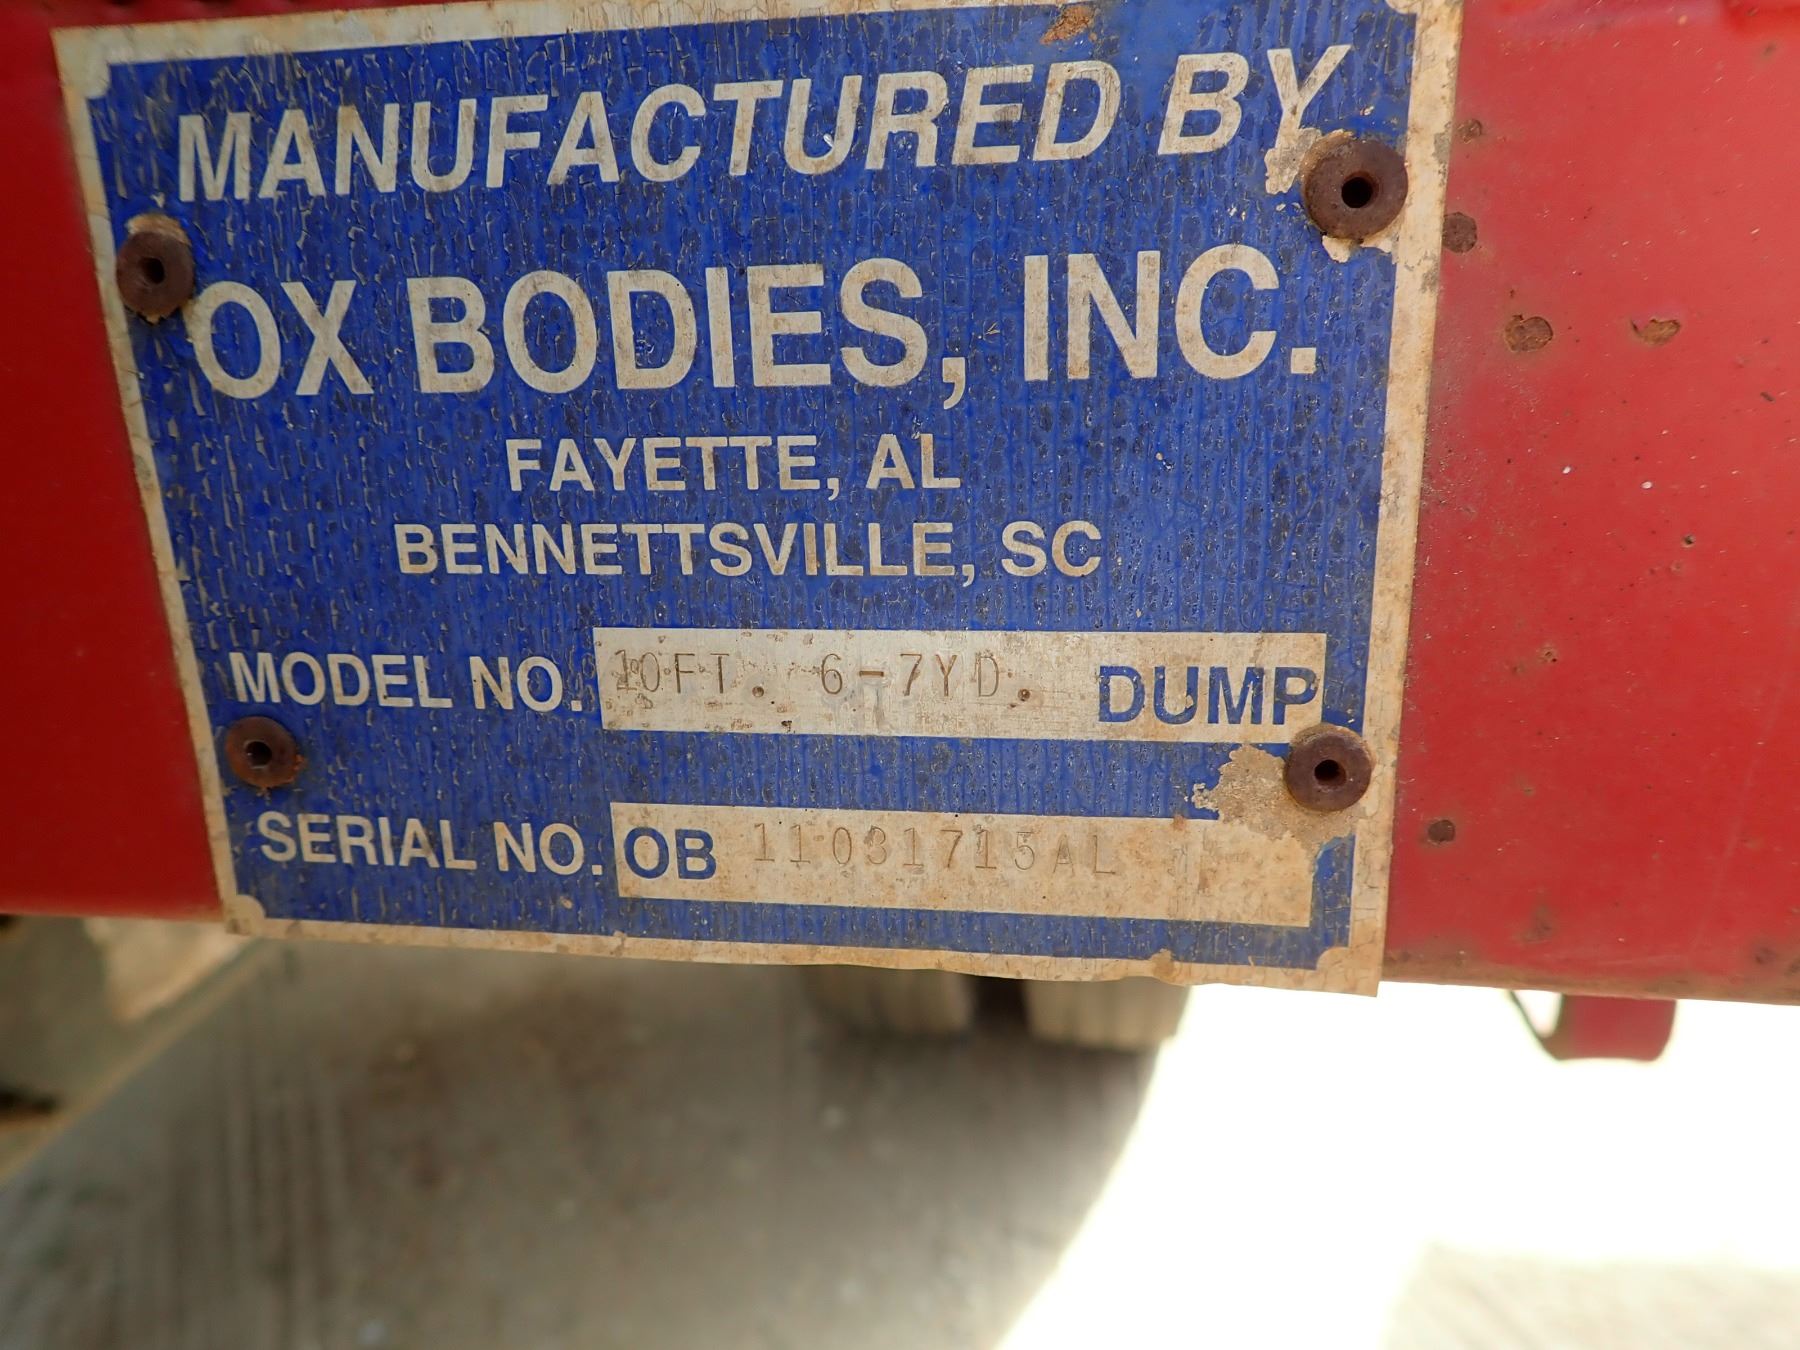 MANUFACTURED BY
OX BODIES, INC.
FAYETTE, AL
BENNETTSVILLE, SC
MODEL NO. 10FT. 6-7YD. DUMP
SERIAL NO. OB 11031715AL